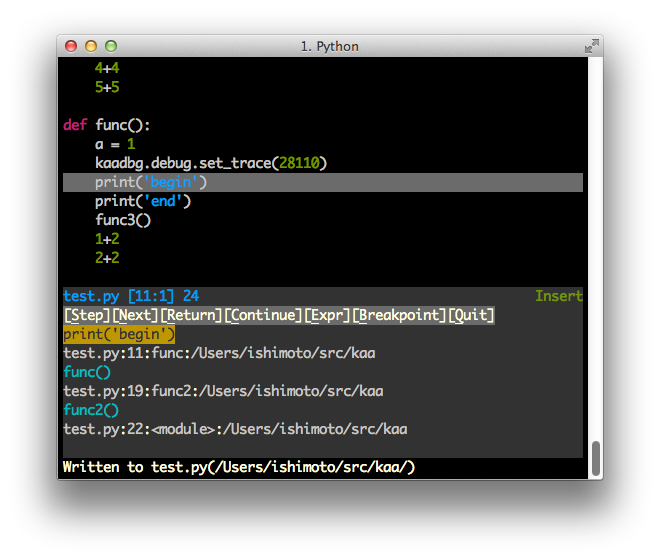 1. Python
4+4
5+5
def func():
a = 1
kaadbg.debug.set_trace(28110)
print('begin')
print('end')
func3()
1+2
2+2
test.py [11:1] 24 Insert
[Step][Next][Return][Continue][Expr][Breakpoint][Quit]
print('begin')
test.py:11:func:/Users/ishimoto/src/kaa
func()
test.py:19:func2:/Users/ishimoto/src/kaa
func2()
test.py:22:<module>:/Users/ishimoto/src/kaa
Written to test.py(/Users/ishimoto/src/kaa/)